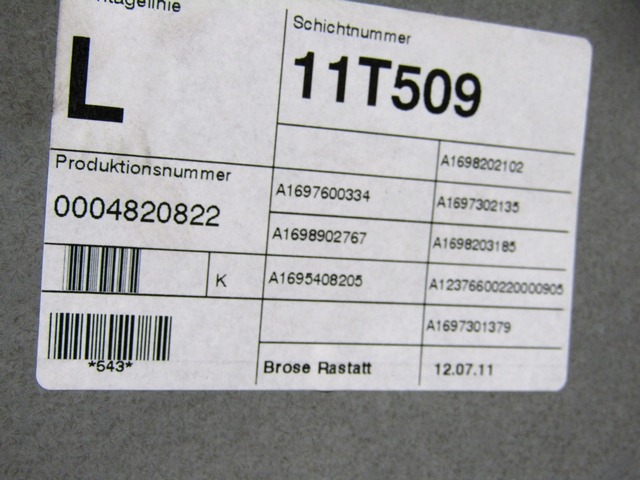 Schichtnummer
L
11T509
Produktionsnummer
0004820822
A1698202102
A1697600334
A1697302135
A1698902767
A1698203185
K
A1695408205
A12376600220000905
A1697301379
*543*
Brose Rastatt
12.07.11